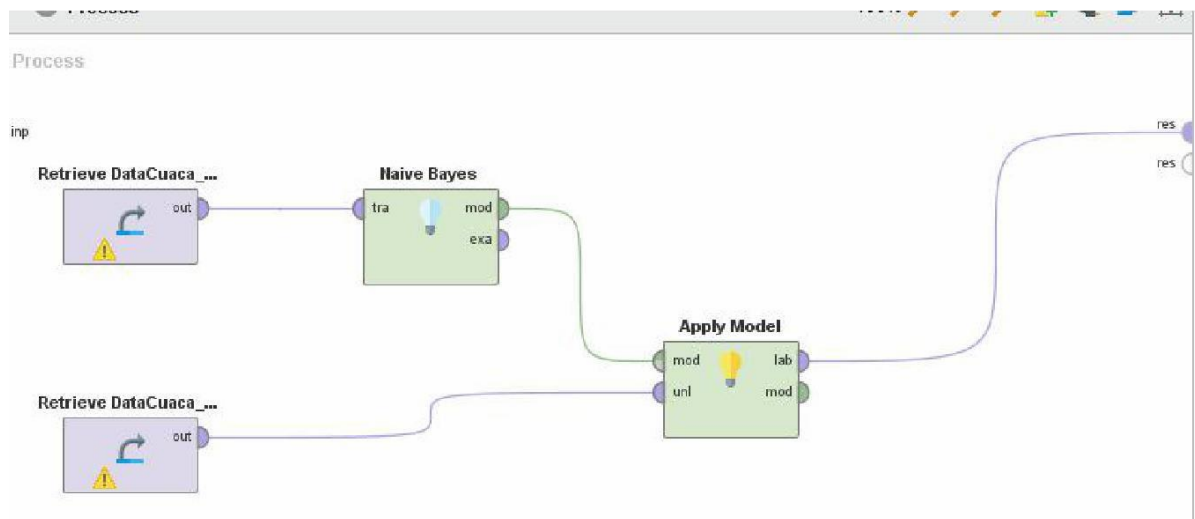 Process
inp
res
res
Retrieve DataCuaca_...
out
Naive Bayes
tra
mod
exa
Apply Model
mod
lab
unl
mod
Retrieve DataCuaca_...
out